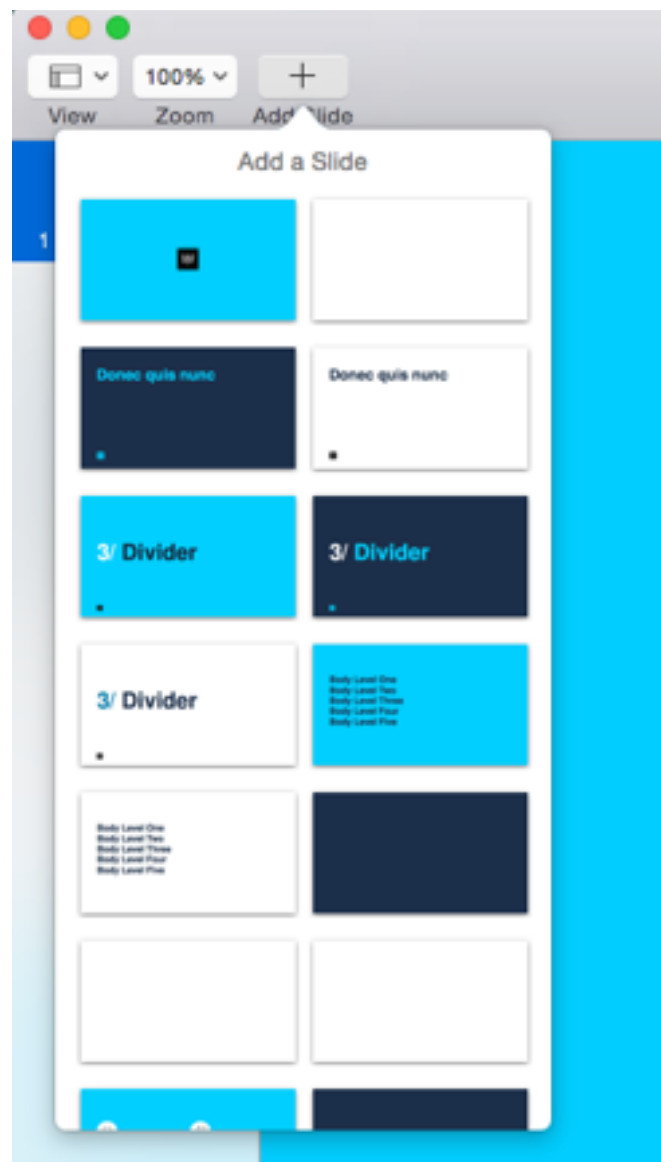 100%
View Zoom Add Slide
Add a Slide
1
Donec quis nunc
Donec quis nunc
3/ Divider
3/ Divider
3/ Divider
Body Level One
Body Level Two
Body Level Three
Body Level Four
Body Level Five
Body Level One
Body Level Two
Body Level Three
Body Level Four
Body Level Five